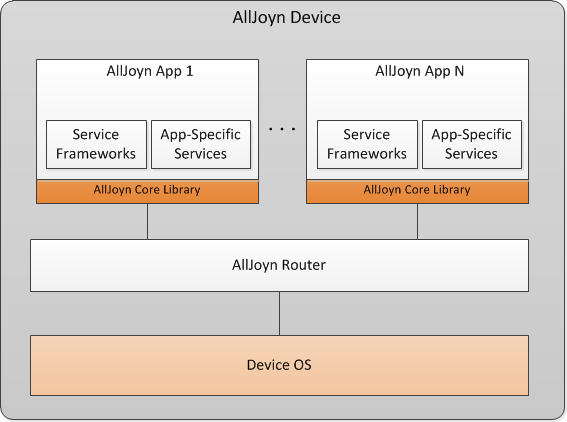 AllJoyn Device
AllJoyn App 1
Service
Frameworks
App-Specific
Services
AllJoyn Core Library
. . .
AllJoyn App N
Service
Frameworks
App-Specific
Services
AllJoyn Core Library
AllJoyn Router
Device OS